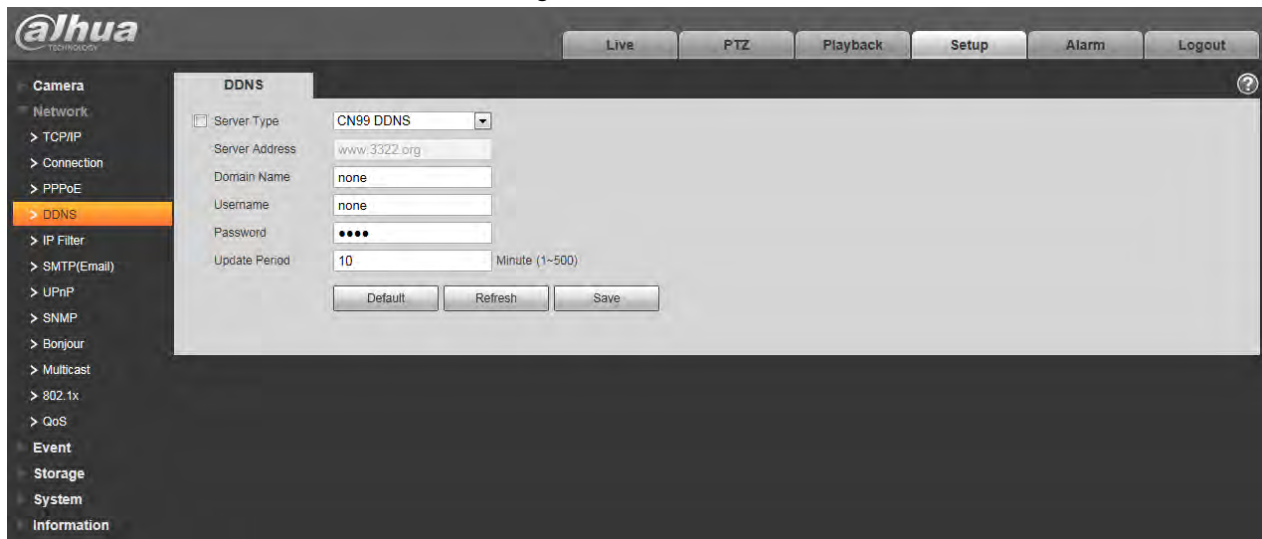 alhua
TECHNOLOGY
Live PTZ Playback Setup Alarm Logout
Camera
Network
> TCP/IP
> Connection
> PPPoE
> DDNS
> IP Filter
> SMTP(Email)
> UPnP
> SNMP
> Bonjour
> Multicast
> 802.1x
> QoS
Event
Storage
System
Information
DDNS
?
Server Type CN99 DDNS
Server Address www.3322.org
Domain Name none
Username none
Password ●●●●
Update Period 10 Minute (1~500)
Default Refresh Save